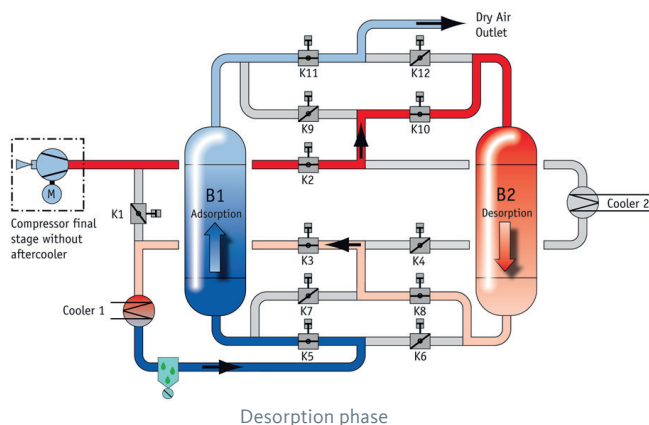 Dry Air
Outlet
K11
K12
K9
K10
K2
M
K1
B1
Adsorption
B2
Desorption
Compressor final
stage without
aftercooler
Cooler 2
K3
K4
Cooler 1
K7
K8
K5
K6
Desorption phase